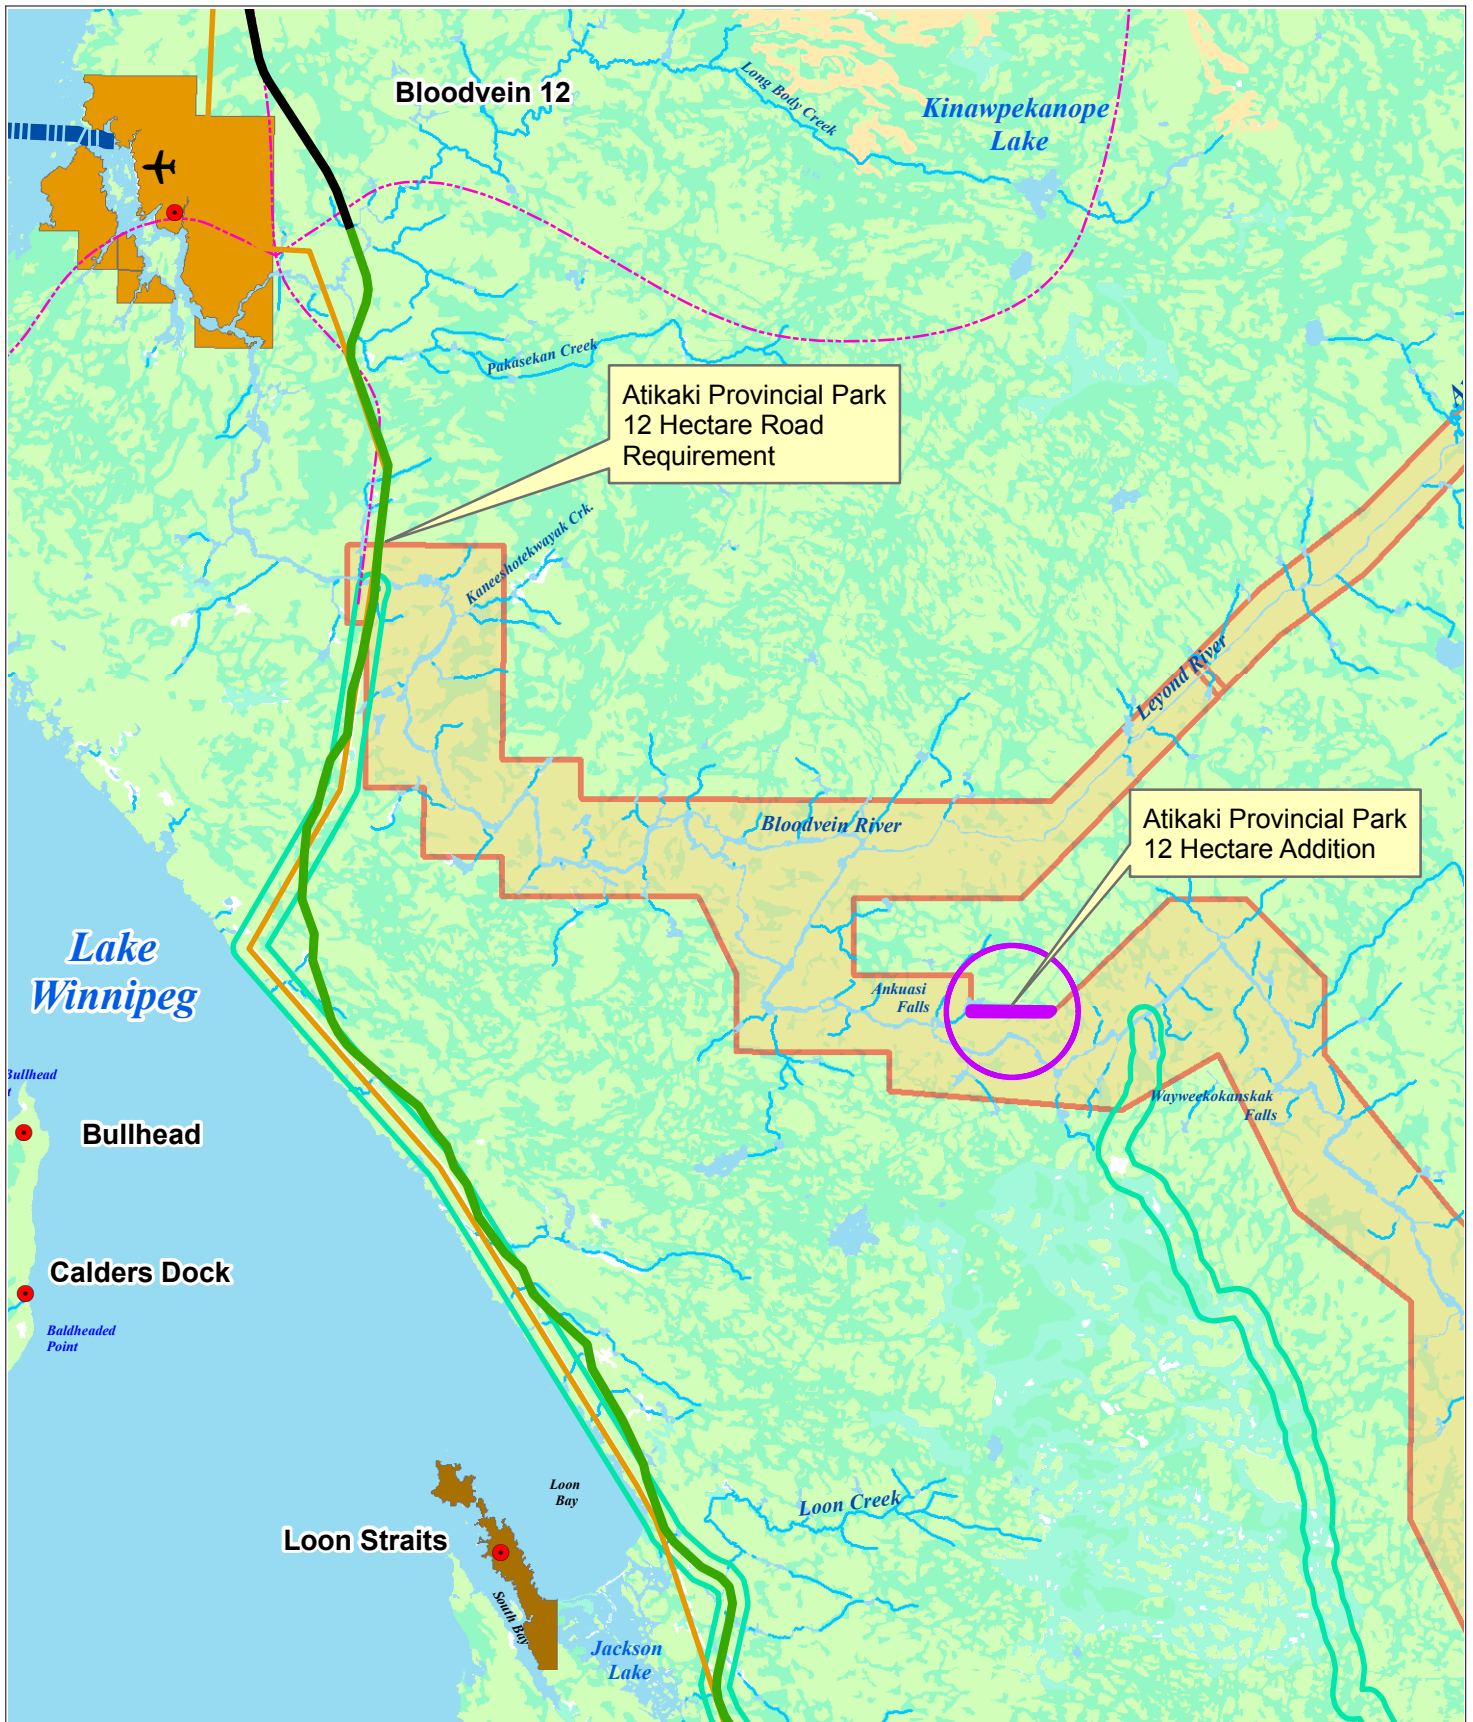 Bloodvein 12
Long Body Creek
Kinawpekanope
Lake
Pakasekan Creek
Atikaki Provincial Park
12 Hectare Road
Requirement
Kaneeshotekwayak Crk.
Leyond River
Bloodvein River
Atikaki Provincial Park
12 Hectare Addition
Lake
Winnipeg
Ankuasi
Falls
Bullhead
Bullhead
Wayweekokanskak
Falls
Calders Dock
Baldheaded
Point
Loon
Bay
Loon Creek
Loon Straits
South Bay
Jackson
Lake